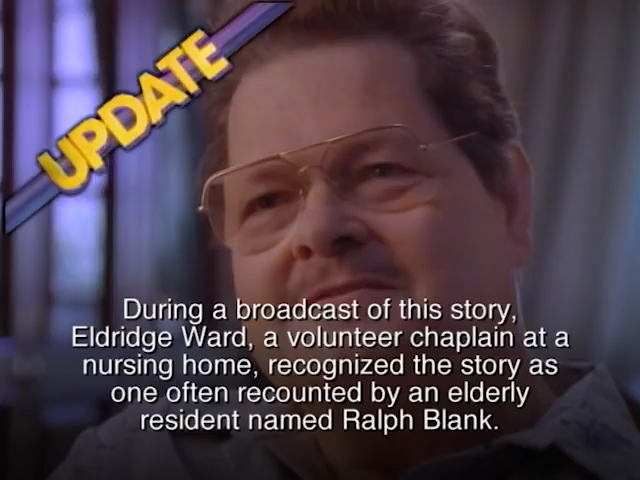 UPDATE
During a broadcast of this story,
Eldridge Ward, a volunteer chaplain at a
nursing home, recognized the story as
one often recounted by an elderly
resident named Ralph Blank.